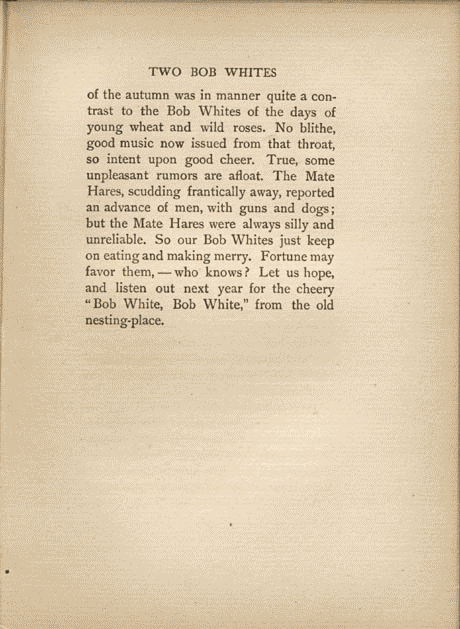 TWO BOB WHITES
of the autumn was in manner quite a con-
trast to the Bob Whites of the days of
young wheat and wild roses. No blithe,
good music now issued from that throat,
so intent upon good cheer. True, some
unpleasant rumors are afloat. The Mate
Hares, scudding frantically away, reported
an advance of men, with guns and dogs;
but the Mate Hares were always silly and
unreliable. So our Bob Whites just keep
on eating and making merry. Fortune may
favor them, — who knows? Let us hope,
and listen out next year for the cheery
“Bob White, Bob White,” from the old
nesting-place.